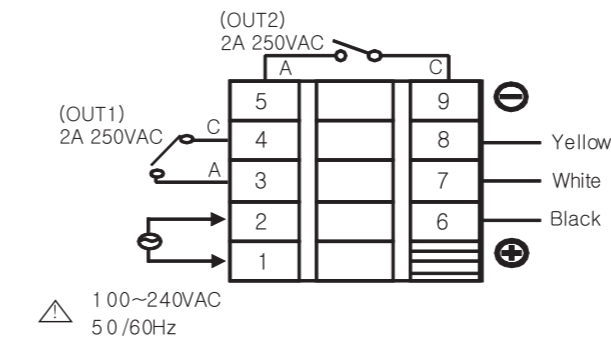 (OUT2)
2A 250VAC
A
C
5
9
(OUT1)
2A 250VAC
C
4
8
Yellow
A
3
7
White
2
6
Black
1
100~240VAC
50/60Hz